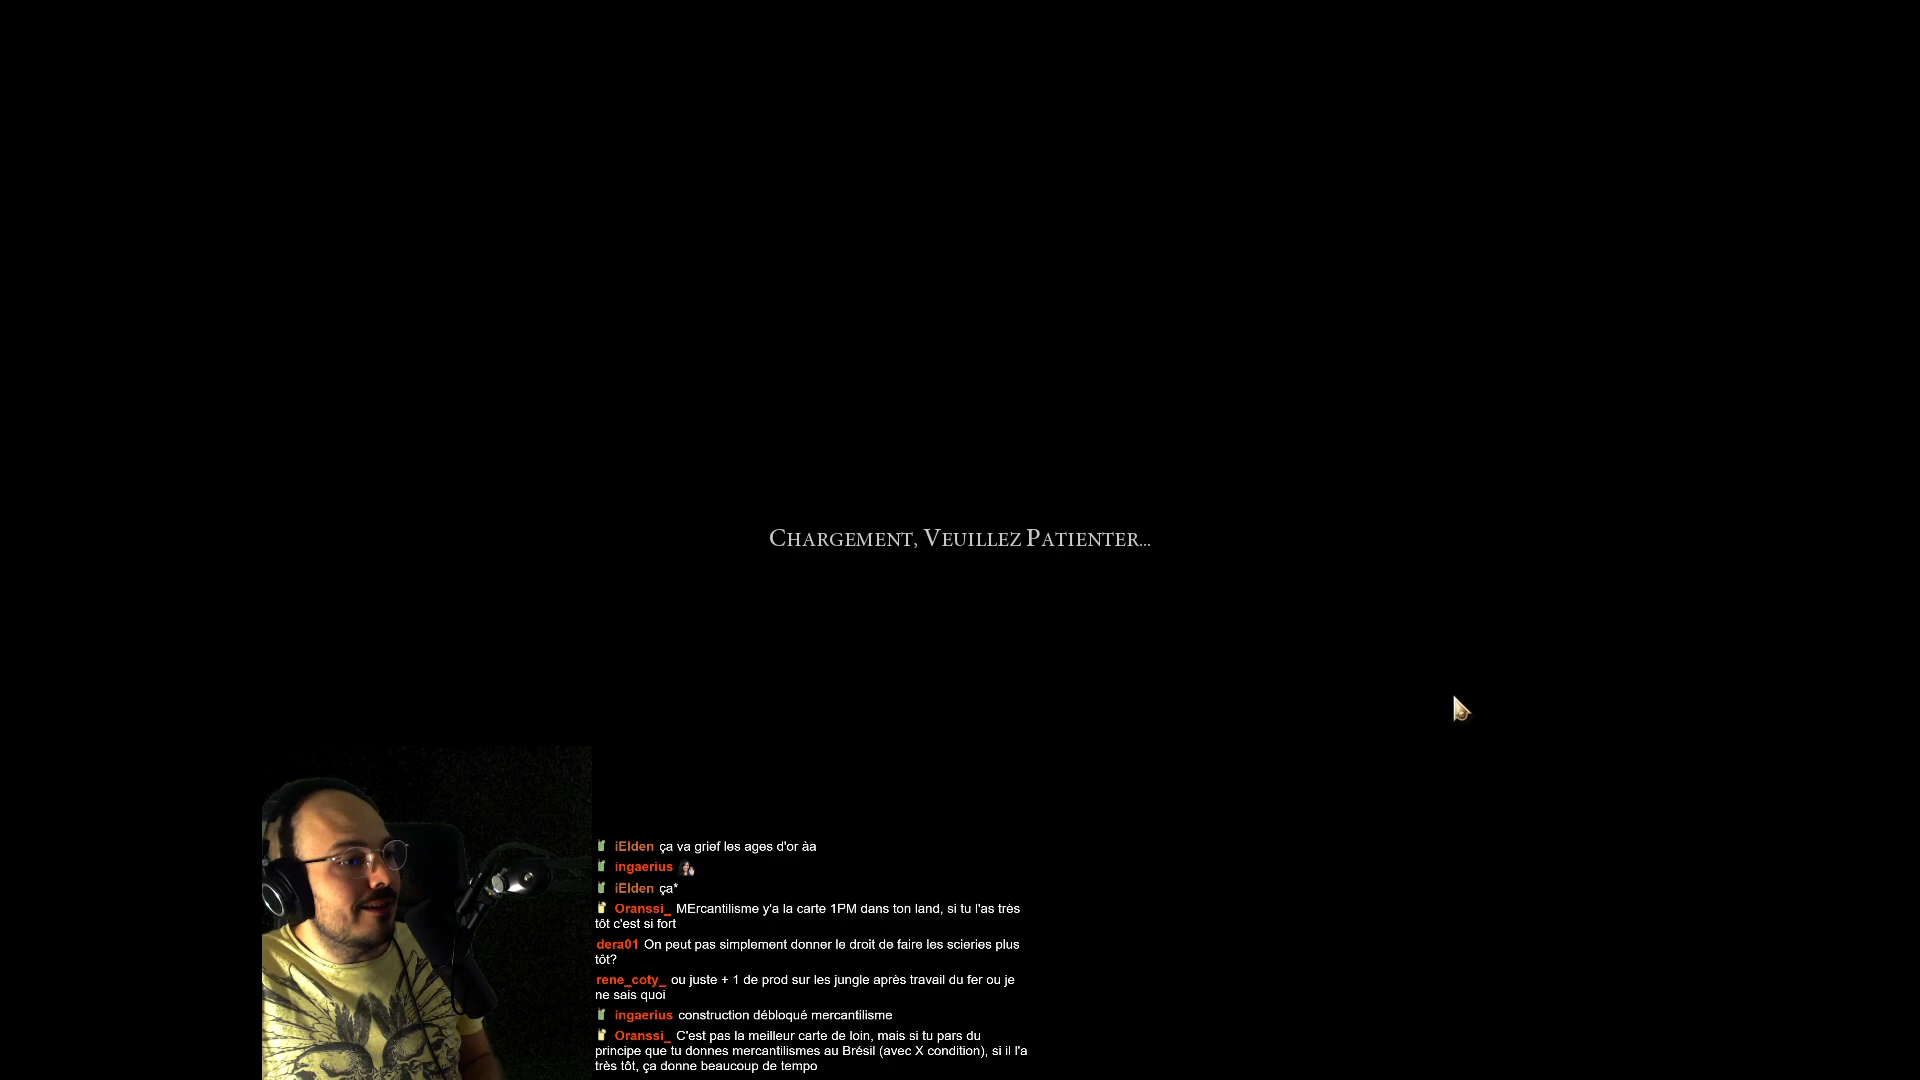 Chargement, Veuillez Patienter...
iElden ça va grief les ages d'or àa
ingaerius
iElden ça*
Oranssi_ MErcantilisme y'a la carte 1PM dans ton land, si tu l'as très
tôt c'est si fort
dera01 On peut pas simplement donner le droit de faire les scieries plus
tôt?
rene_coty_ ou juste + 1 de prod sur les jungle après travail du fer ou je
ne sais quoi
ingaerius construction débloqué mercantilisme
Oranssi_ C'est pas la meilleur carte de loin, mais si tu pars du
principe que tu donnes mercantilismes au Brésil (avec X condition), si il l'a
très tôt, ça donne beaucoup de tempo